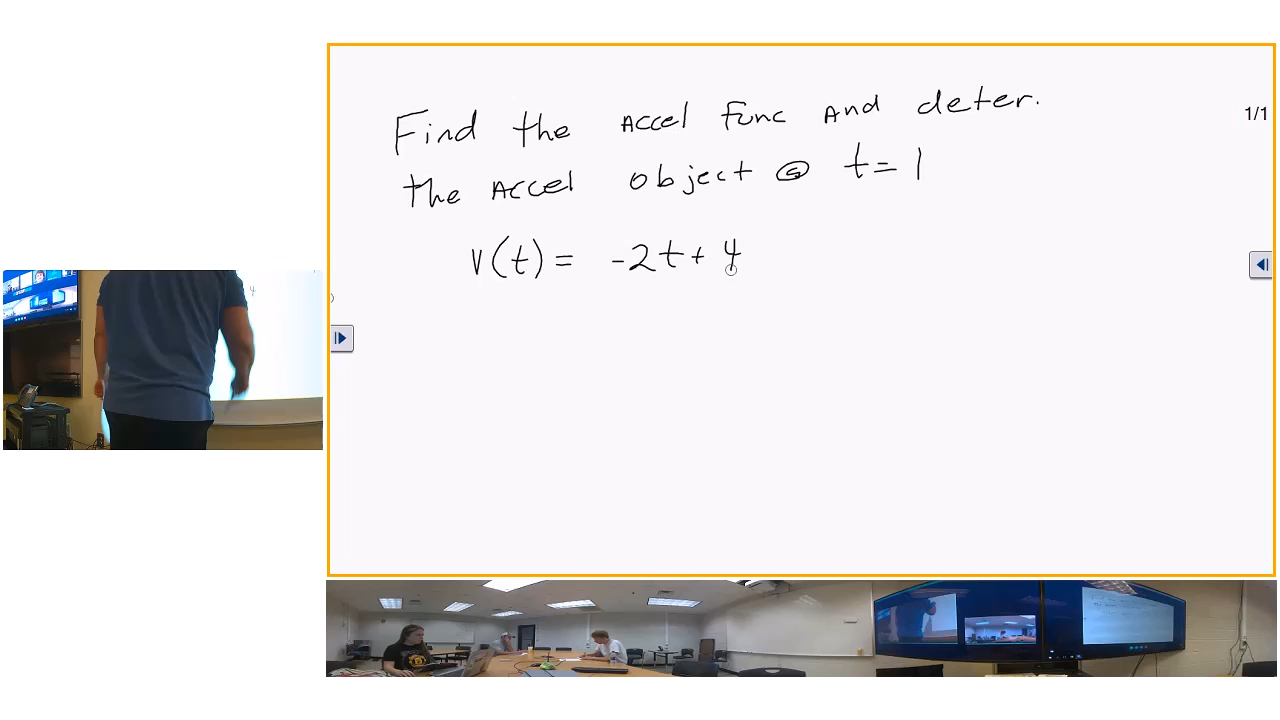 Find the Accel Func And deter.
the Accel object @ t = 1
v(t) = -2t + 4
1/1